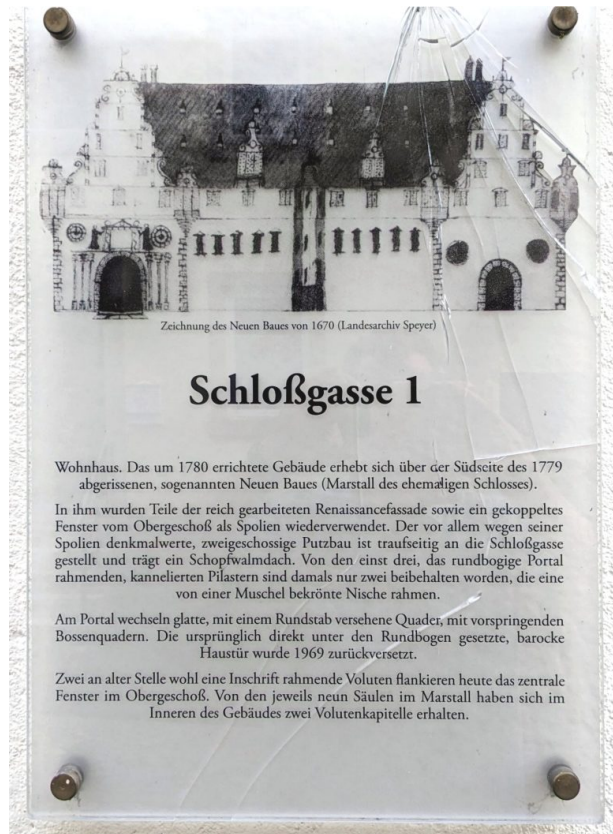 Zeichnung des Neuen Baues von 1670 (Landesarchiv Speyer)
Schloßgasse 1
Wohnhaus. Das um 1780 errichtete Gebäude erhebt sich über der Südseite des 1779
abgerissenen, sogenannten Neuen Baues (Marstall des ehemaligen Schlosses).
In ihm wurden Teile der reich gearbeiteten Renaissancefassade sowie ein gekoppeltes
Fenster vom Obergeschoß als Spolien wiederverwendet. Der vor allem wegen seiner
Spolien denkmalwerte, zweigeschossige Putzbau ist traufseitig an die Schloßgasse
gestellt und trägt ein Schopfwalmdach. Von den einst drei, das rundbogige Portal
rahmenden, kannelierten Pilastern sind damals nur zwei beibehalten worden, die eine
von einer Muschel bekrönte Nische rahmen.
Am Portal wechseln glatte, mit einem Rundstab versehene Quader, mit vorspringenden
Bossenquadern. Die ursprünglich direkt unter den Rundbogen gesetzte, barocke
Haustür wurde 1969 zurückversetzt.
Zwei an alter Stelle wohl eine Inschrift rahmende Voluten flankieren heute das zentrale
Fenster im Obergeschoß. Von den jeweils neun Säulen im Marstall haben sich im
Inneren des Gebäudes zwei Volutenkapitelle erhalten.